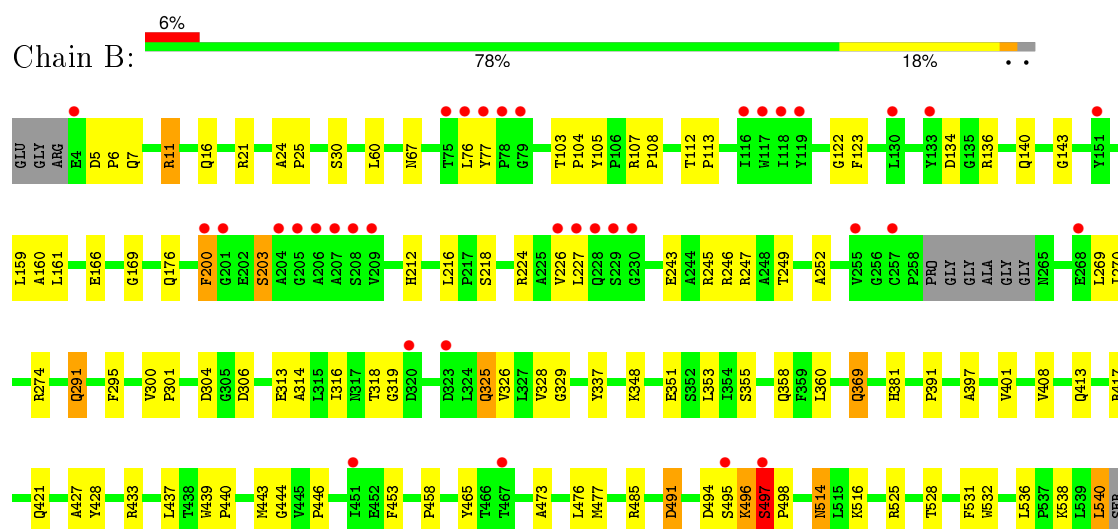 6%
Chain B:
78% 18% • •
GLU GLY ARG E4 D5 P6 Q7 R11 Q16 R21 A24 P25 S30 L60 N67 T75 L76 Y77 P78 G79 T103 P104 Y105 P106 R107 P108 T112 P113 I116 W117 I118 Y119 G122 F123 L130 Y133 D134 G135 R136 Q140 G143 Y151
L159 A160 L161 E166 G169 Q176 F200 G201 E202 S203 A204 G205 A206 A207 S208 V209 H212 L216 P217 S218 R224 A225 V226 L227 Q228 S229 G230 E243 A244 R245 R246 R247 A248 T249 A252 V255 G256 C257 P258 PRO GLY GLY ALA GLY GLY N265 E268 L269
R274 Q291 F295 V300 P301 D304 G305 D306 E313 A314 L315 I316 N317 T318 G319 D320 D323 L324 Q325 V326 L327 V328 G329 Y337 K348 E351 S352 L353 I354 S355 Q358 F359 L360 Q369 H381 P391 A397 V401 V408 Q413
Q421 A427 Y428 R433 L437 T438 W439 P440 M443 G444 V445 P446 I451 E452 F453 P458 Y465 T466 T467 A473 L476 M477 R485 D491 D494 S495 K496 S497 P498 N514 L515 K516 R525 T528 F531 W532 L536 P537 K538 L539 L540